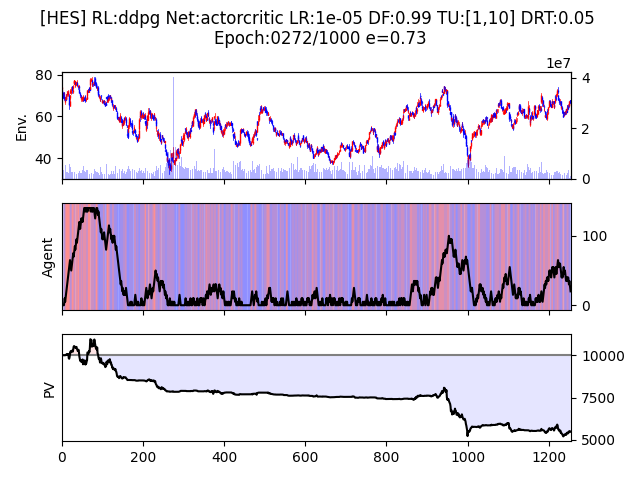 [HES] RL:ddpg Net:actorcritic LR:1e-05 DF:0.99 TU:[1,10] DRT:0.05
Epoch:0272/1000 e=0.73
1e7
80
60
40
Env.
4
2
0
Agent
100
0
PV
10000
7500
5000
0 200 400 600 800 1000 1200